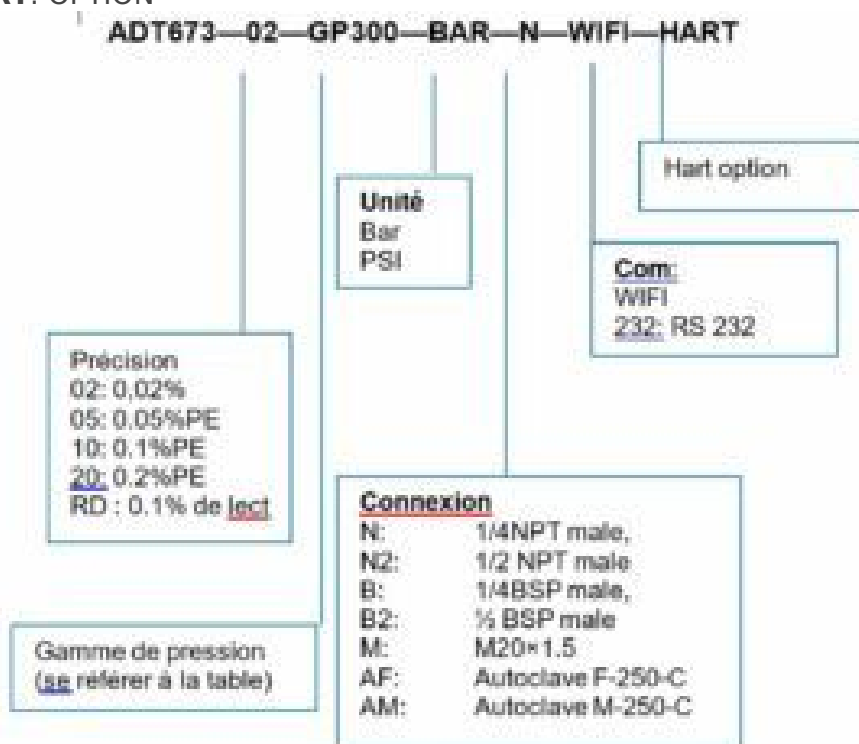 OPTION
ADT673—02—GP300—BAR—N—WIFI—HART
Hart option
Unité
Bar
PSI
Com:
WIFI
232: RS 232
Précision
02: 0,02%
05: 0.05%PE
10: 0.1%PE
20: 0.2%PE
RD : 0.1% de lect
Connexion
N: 1/4NPT male,
N2: 1/2 NPT male
B: 1/4BSP male,
B2: ½ BSP male
M: M20×1.5
AF: Autoclave F-250-C
AM: Autoclave M-250-C
Gamme de pression
(se référer à la table)